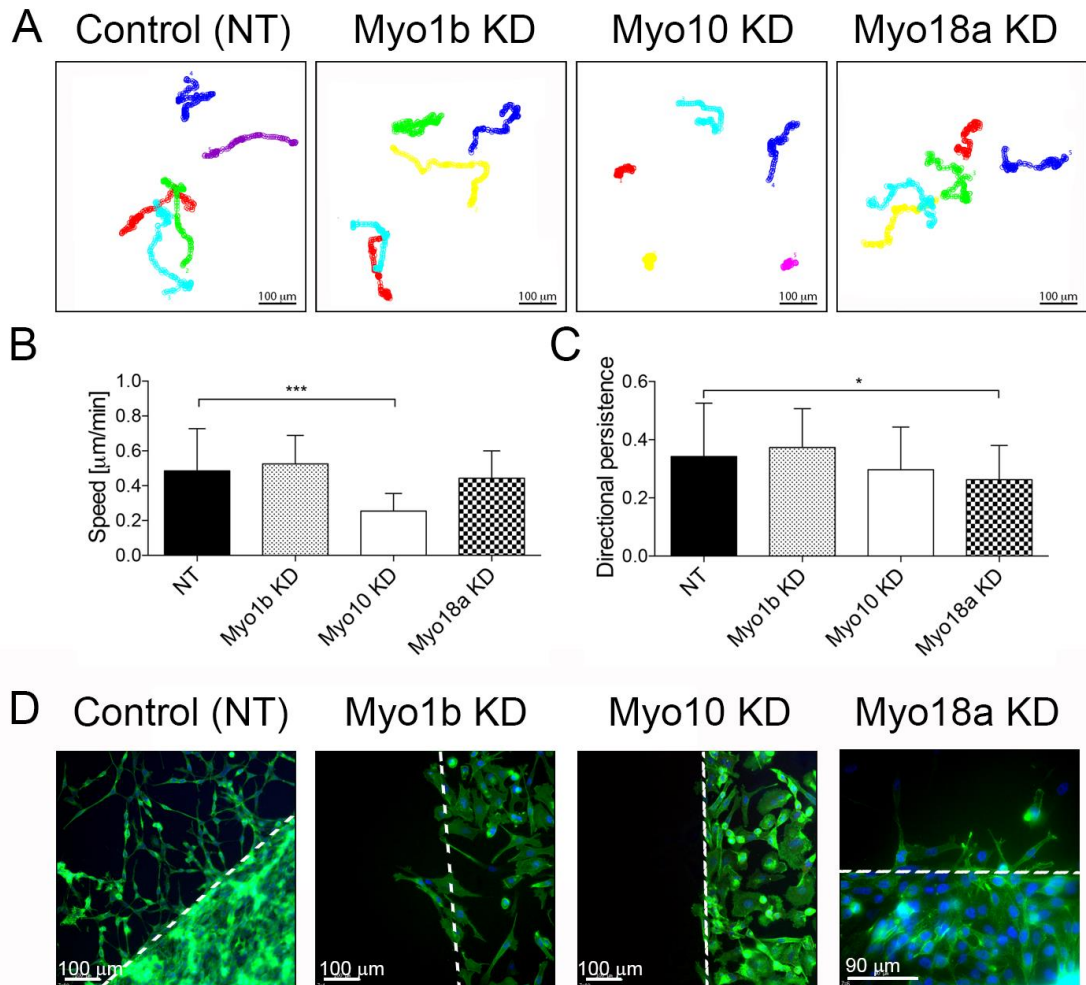 A
Control (NT)
Myo1b KD
Myo10 KD
Myo18a KD
100 µm
100 µm
100 µm
100 µm
B
Speed [µm/min]
1.0
0.8
0.6
0.4
0.2
0.0
***
NT
Myo1b KD
Myo10 KD
Myo18a KD
C
Directional persistence
0.6
0.4
0.2
0.0
*
NT
Myo1b KD
Myo10 KD
Myo18a KD
D
Control (NT)
Myo1b KD
Myo10 KD
Myo18a KD
100 µm
100 µm
100 µm
90 µm